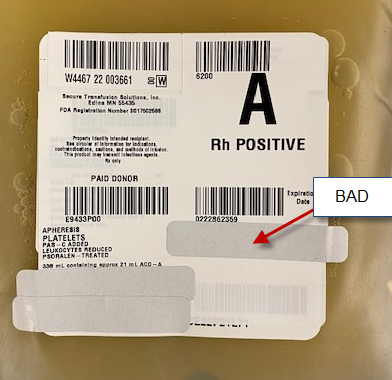 W4467 22 003661
W
6200
Secure Transfusion Solutions, Inc.
Edina MN 55435
FDA Registration Number 3017502586
A
Rh POSITIVE
Properly identify intended recipient.
See circular of information for indications,
contraindications, cautions, and methods of infusion.
This product may transmit infectious agents.
Rx only
PAID DONOR
E9433P00
Expiratio
Date
0222862359
BAD
APHERESIS
PLATELETS
PAS-C ADDED
LEUKOCYTES REDUCED
PSORALEN-TREATED
336 mL containing approx 21 mL ACD-A